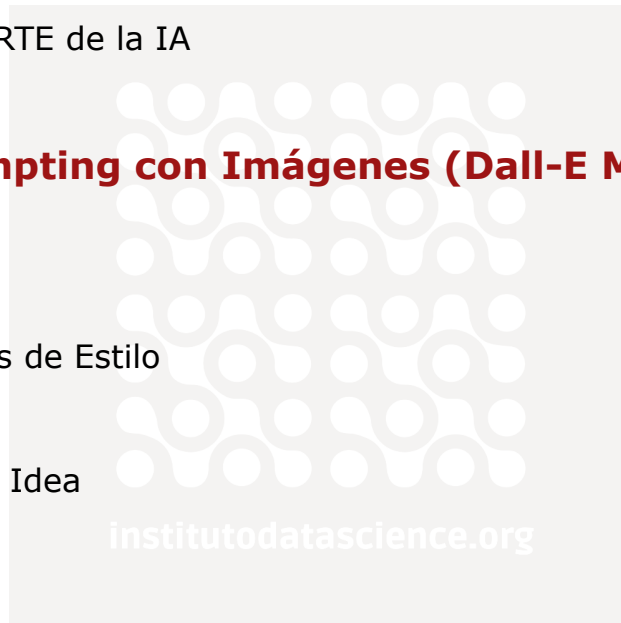 RTE de la IA
mpting con Imágenes (Dall-E M
s de Estilo
Idea
institutodatascience.org